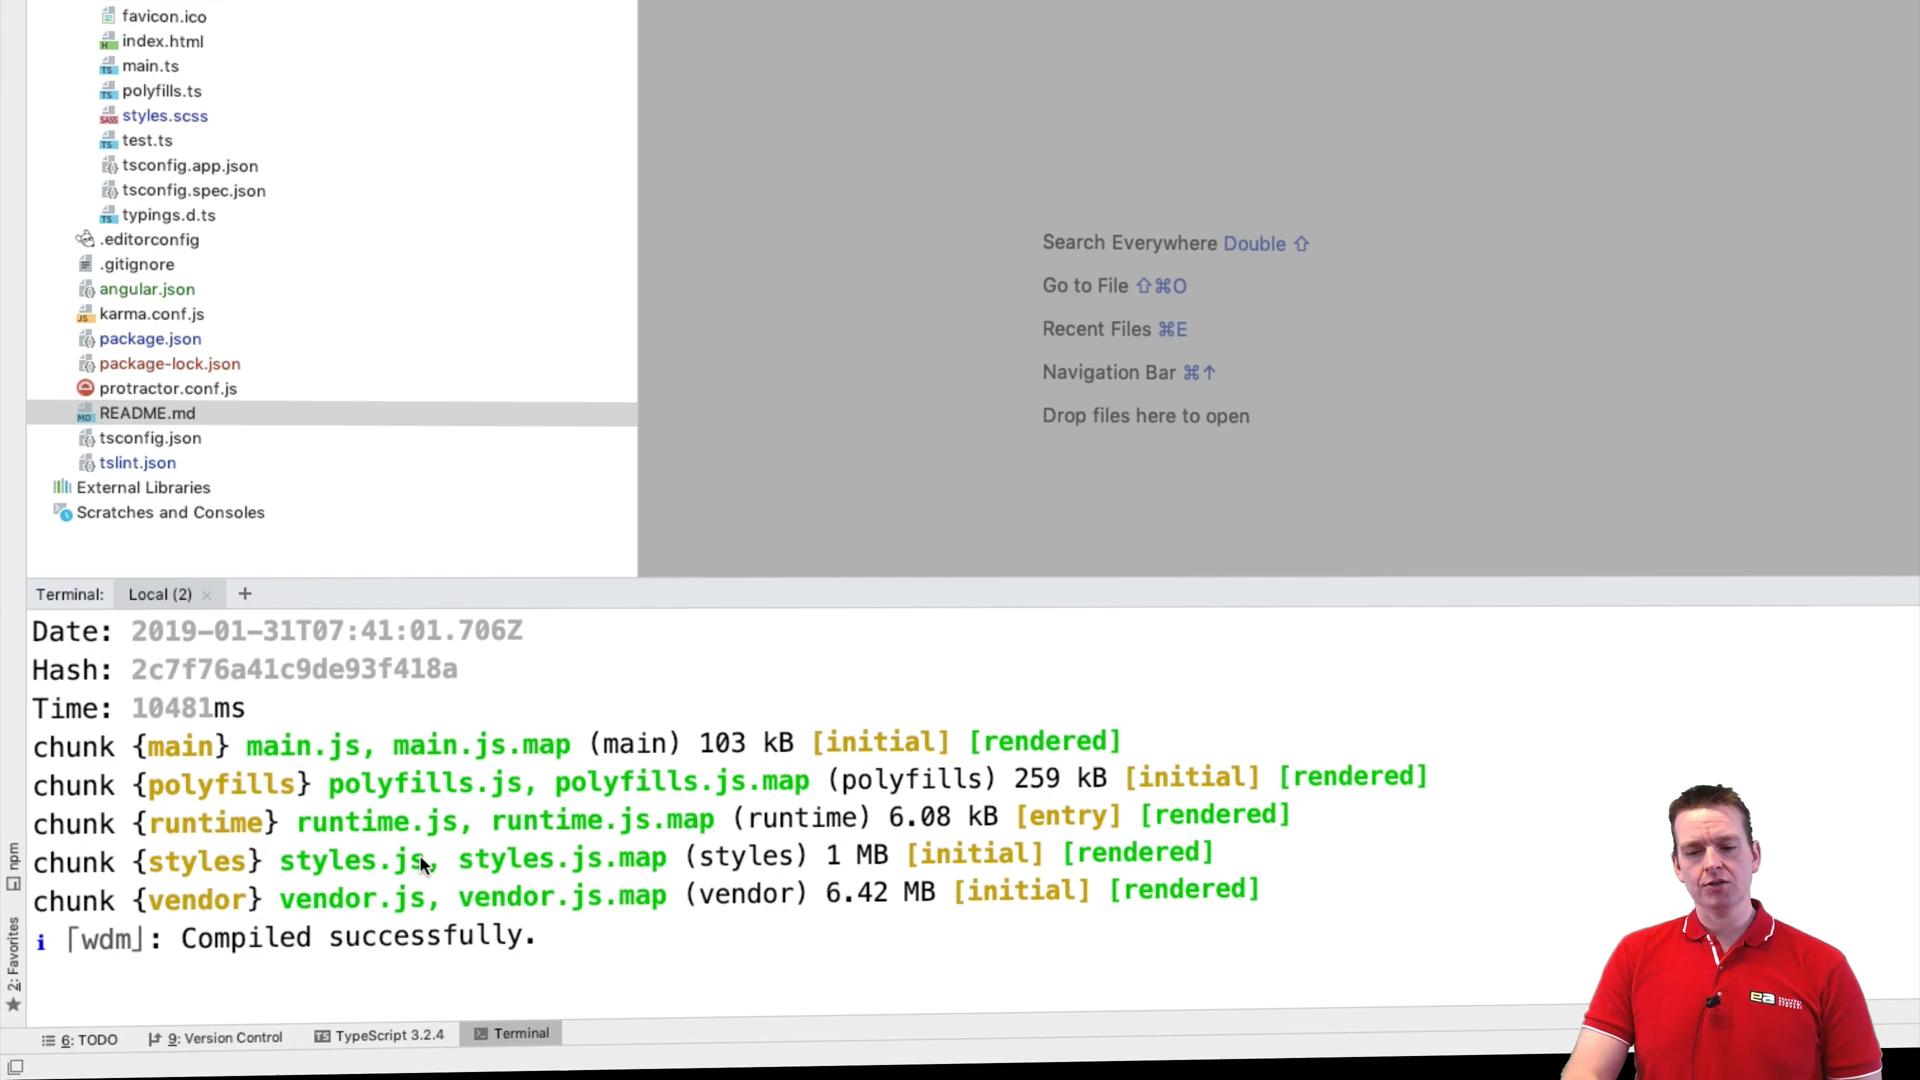 favicon.ico
index.html
main.ts
polyfills.ts
styles.scss
test.ts
tsconfig.app.json
tsconfig.spec.json
typings.d.ts
.editorconfig
.gitignore
angular.json
karma.conf.js
package.json
package-lock.json
protractor.conf.js
README.md
tsconfig.json
tslint.json
External Libraries
Scratches and Consoles
Search Everywhere Double ⇧
Go to File ⇧⌘O
Recent Files ⌘E
Navigation Bar ⌘↑
Drop files here to open
Terminal: Local (2) × +
Date: 2019-01-31T07:41:01.706Z
Hash: 2c7f76a41c9de93f418a
Time: 10481ms
chunk {main} main.js, main.js.map (main) 103 kB [initial] [rendered]
chunk {polyfills} polyfills.js, polyfills.js.map (polyfills) 259 kB [initial] [rendered]
chunk {runtime} runtime.js, runtime.js.map (runtime) 6.08 kB [entry] [rendered]
chunk {styles} styles.js, styles.js.map (styles) 1 MB [initial] [rendered]
chunk {vendor} vendor.js, vendor.js.map (vendor) 6.42 MB [initial] [rendered]
i ｢wdm｣: Compiled successfully.
npm
2: Favorites
6: TODO
9: Version Control
TypeScript 3.2.4
Terminal